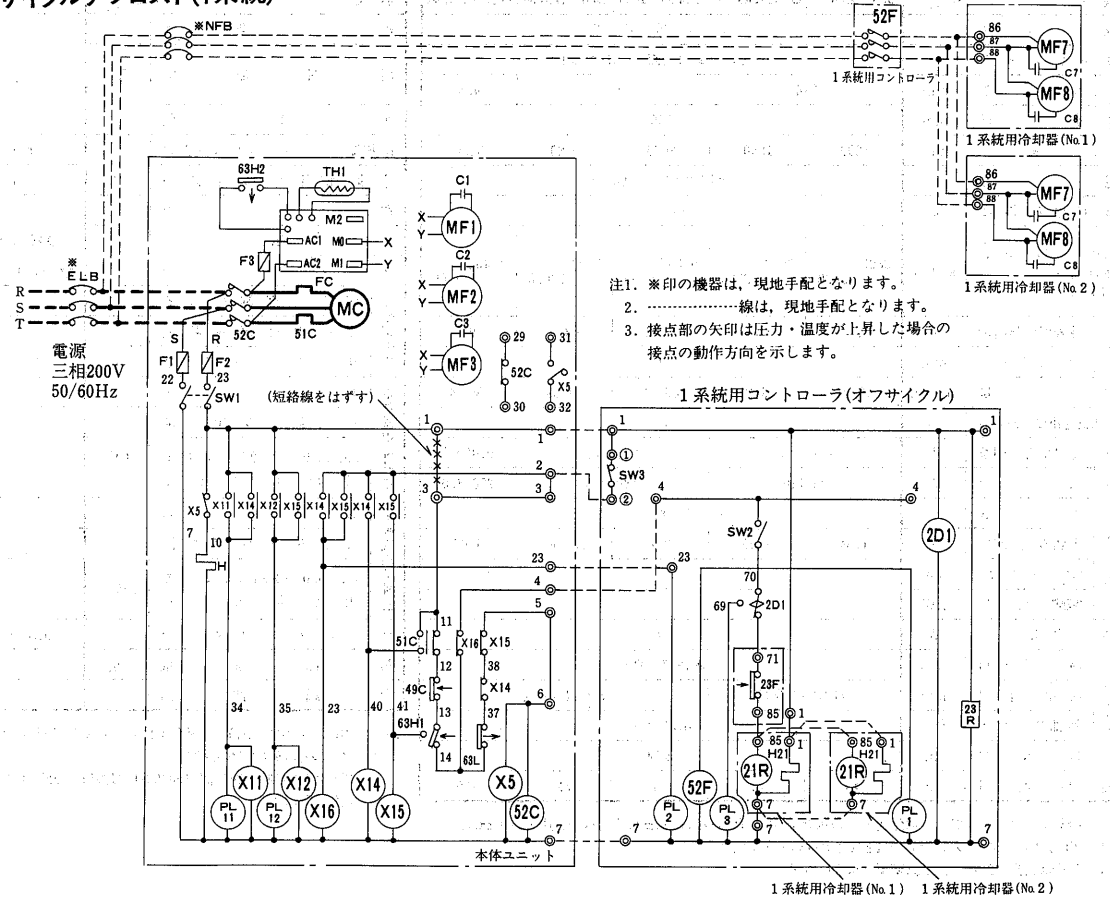 サイクルデフロスト(1系統)
※NFB
52F
1系統用コントローラ
86
87
88
MF7
C7
MF8
C8
1系統用冷却器(No.1)
86
87
88
MF7
C7
MF8
C8
1系統用冷却器(No.2)
63H2
TH1
M2
AC1
M0
X
AC2
M1
Y
F3
C1
X
Y
MF1
C2
X
Y
MF2
C3
X
Y
MF3
※
ELB
R
S
T
FC
MC
52C
51C
電源
三相200V
50/60Hz
S
R
F1
F2
22
23
SW1
29
31
52C
X5
30
32
注1. ※印の機器は,現地手配となります。
2. ‥‥‥‥‥線は,現地手配となります。
3. 接点部の矢印は圧力・温度が上昇した場合の
接点の動作方向を示します。
(短絡線をはずす)
1系統用コントローラ(オフサイクル)
1
1
1
1
①
SW3
②
2
3
3
4
4
X5
X11
X14
X12
X15
X14
X15
X14
X15
7
10
H
SW2
2D1
23
23
4
5
70
69
2D1
11
51C
X16
X15
12
38
49C
X14
13
37
63H1
14
63L
6
71
23F
85
1
23
R
34
35
23
40
41
85
H21
1
85
1
21R
21R
7
7
7
X11
X12
X14
X15
X16
X5
52C
PL
11
PL
12
PL
2
52F
PL
3
PL
1
7
7
本体ユニット
1系統用冷却器(No.1)
1系統用冷却器(No.2)